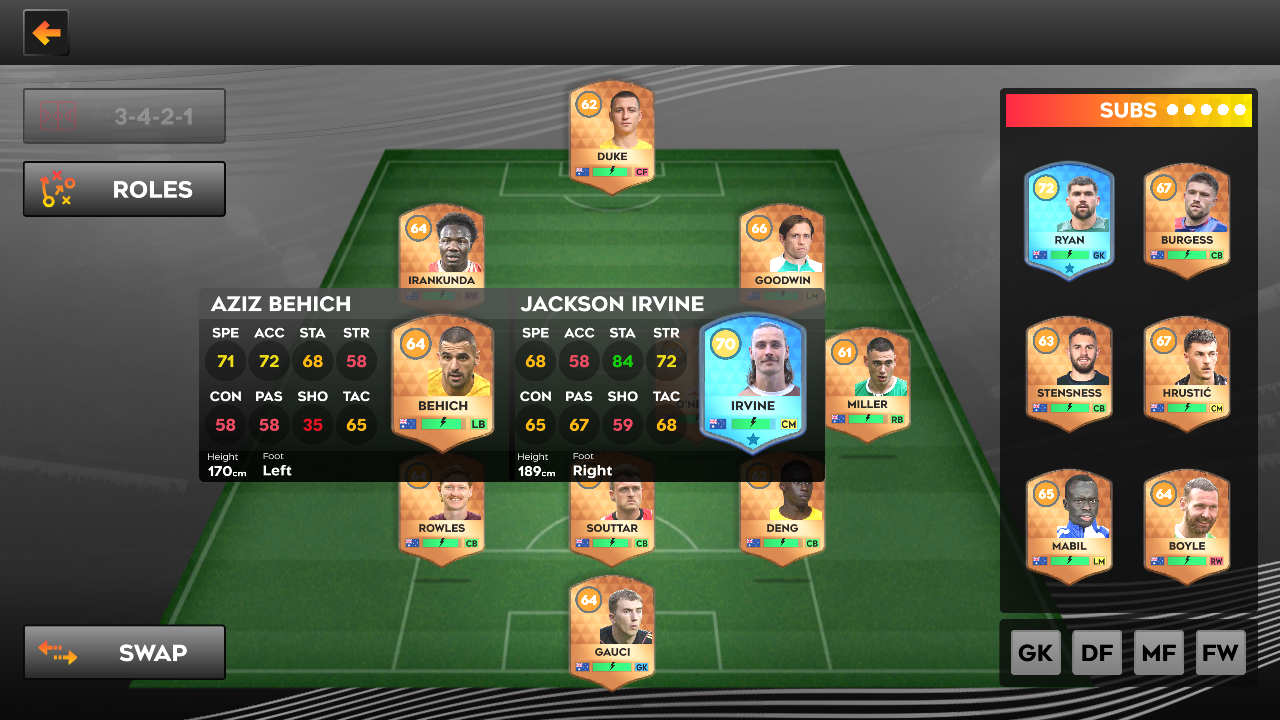 3-4-2-1
ROLES
62
DUKE
CF
64
IRANKUNDA
RW
66
GOODWIN
LM
AZIZ BEHICH
SPE ACC STA STR
71 72 68 58
CON PAS SHO TAC
58 58 35 65
Height Foot
170cm Left
64
BEHICH
LB
JACKSON IRVINE
SPE ACC STA STR
68 58 84 72
CON PAS SHO TAC
65 67 59 68
Height Foot
189cm Right
70
IRVINE
CM
61
MILLER
RB
ROWLES
CB
SOUTTAR
CB
DENG
CB
64
GAUCI
GK
SWAP
SUBS
72
RYAN
GK
67
BURGESS
CB
63
STENSNESS
CB
67
HRUSTIĆ
CM
65
MABIL
LM
64
BOYLE
RW
GK DF MF FW